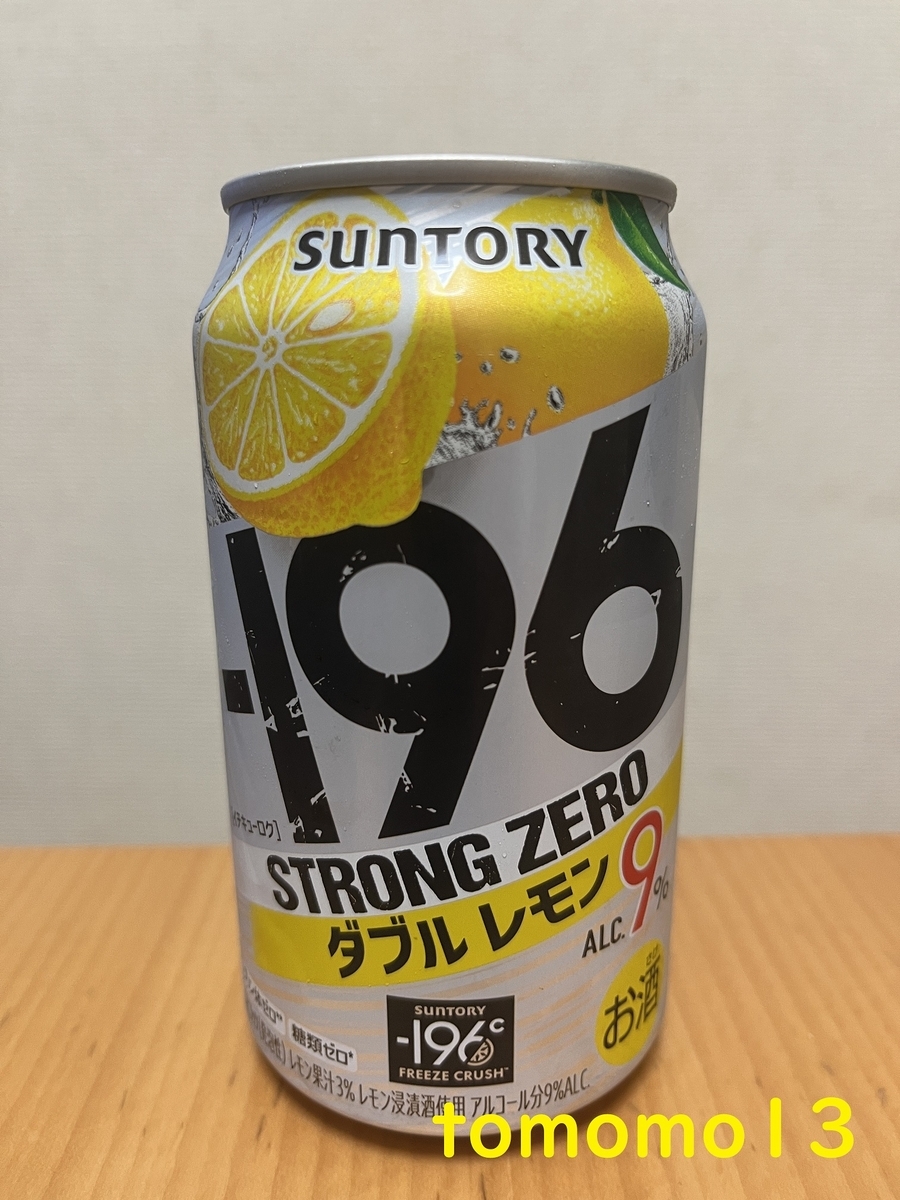 SUNTORY
-196
イチキューロク]
STRONG ZERO
ダブルレモン
9%
ALC.
お酒
糖類ゼロ*
SUNTORY
-196℃
FREEZE CRUSH™
レモン果汁3% レモン浸漬酒使用 アルコール分9%ALC.
tomomo13